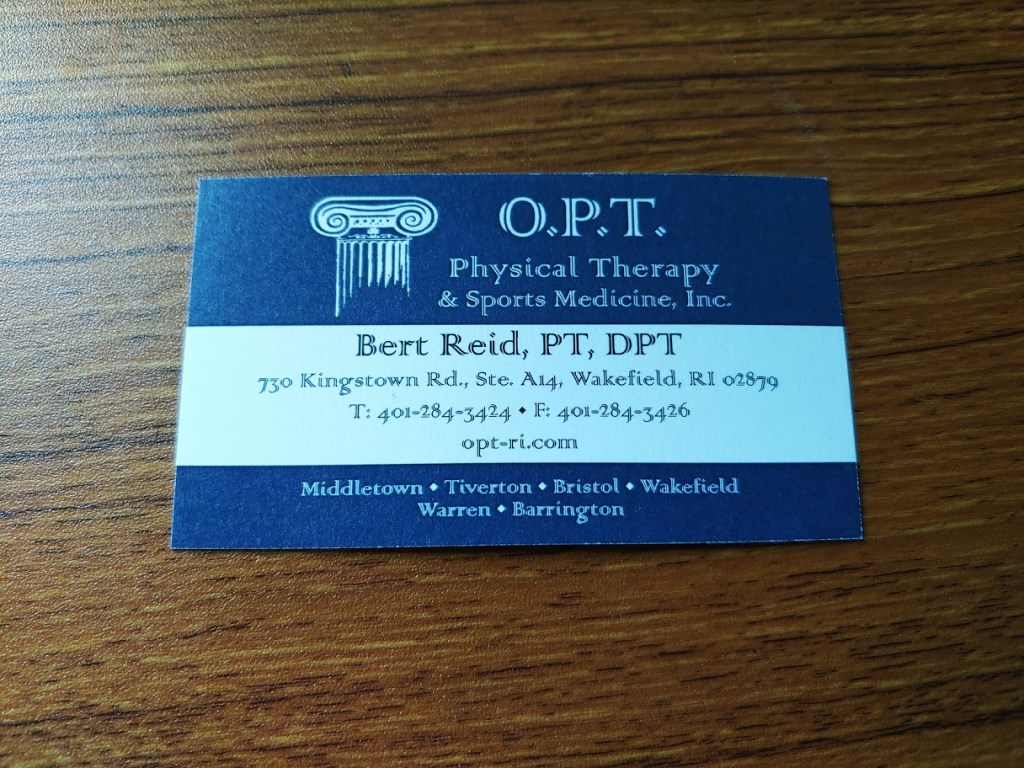 O.P.T.
Physical Therapy
& Sports Medicine, Inc.
Bert Reid, PT, DPT
730 Kingstown Rd., Ste. A14, Wakefield, RI 02879
T: 401-284-3424 • F: 401-284-3426
opt-ri.com
Middletown • Tiverton • Bristol • Wakefield
Warren • Barrington